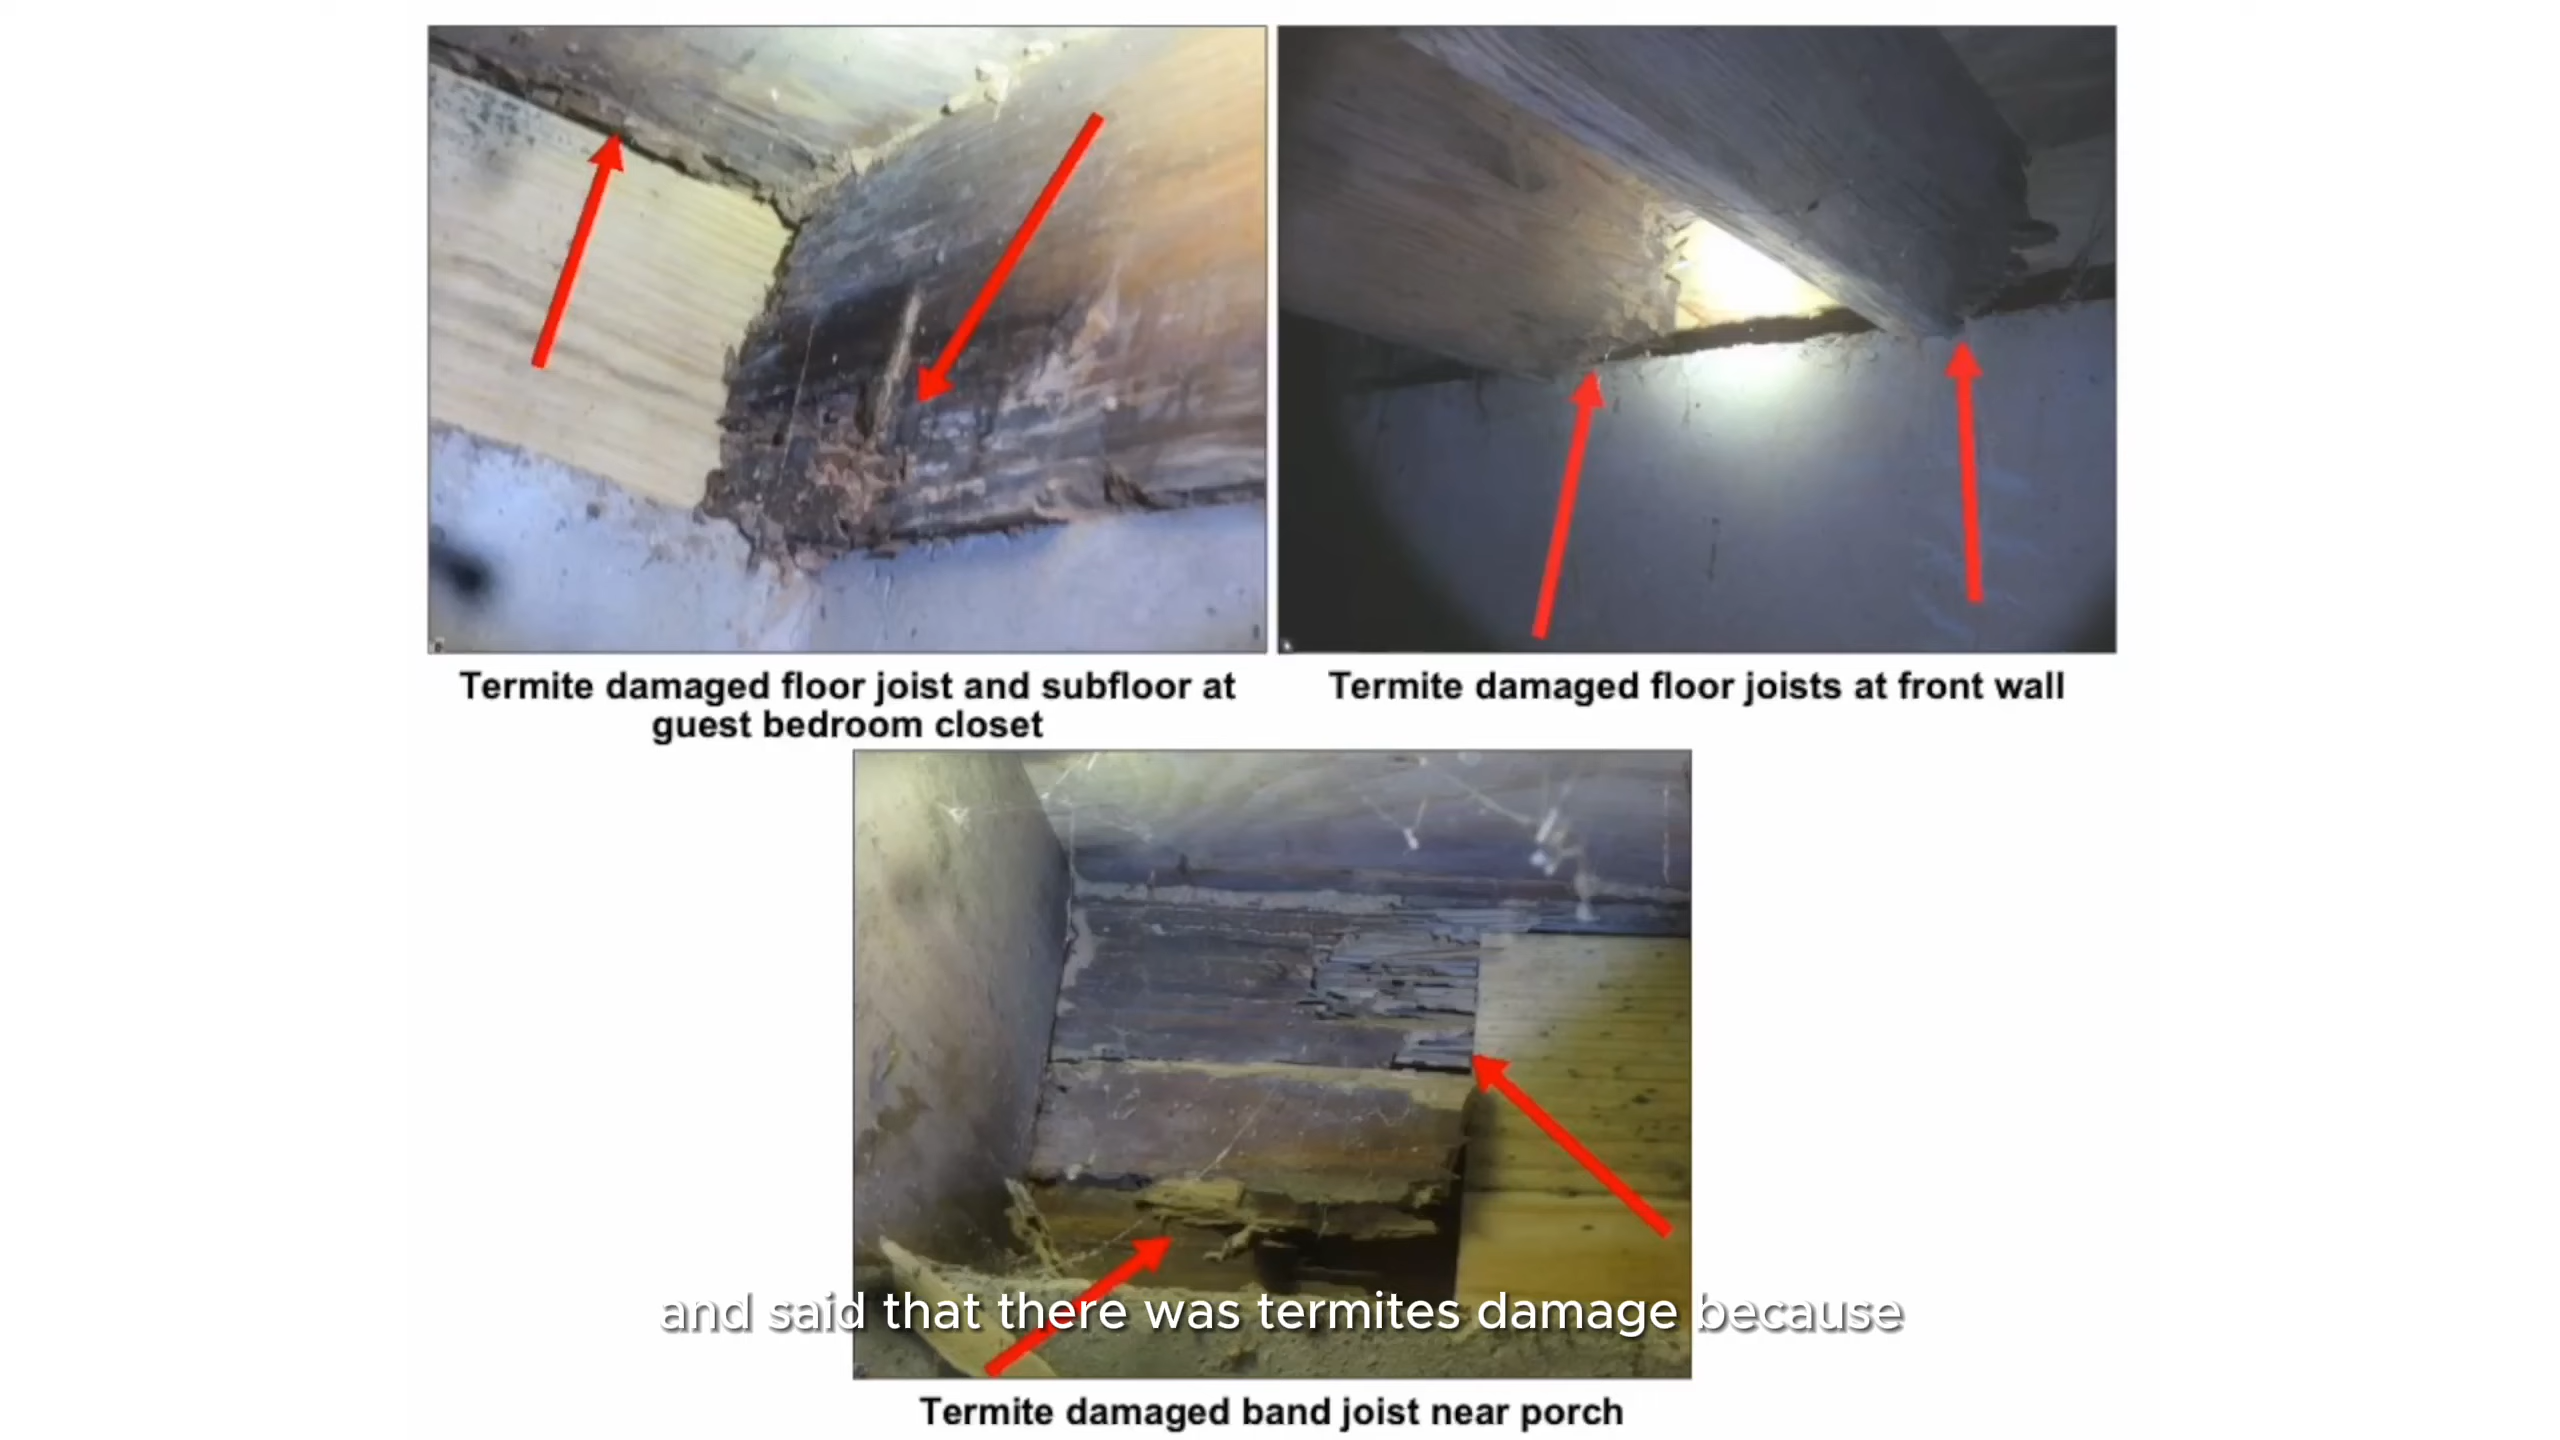 Termite damaged floor joist and subfloor at
guest bedroom closet
Termite damaged floor joists at front wall
and said that there was termites damage because
Termite damaged band joist near porch